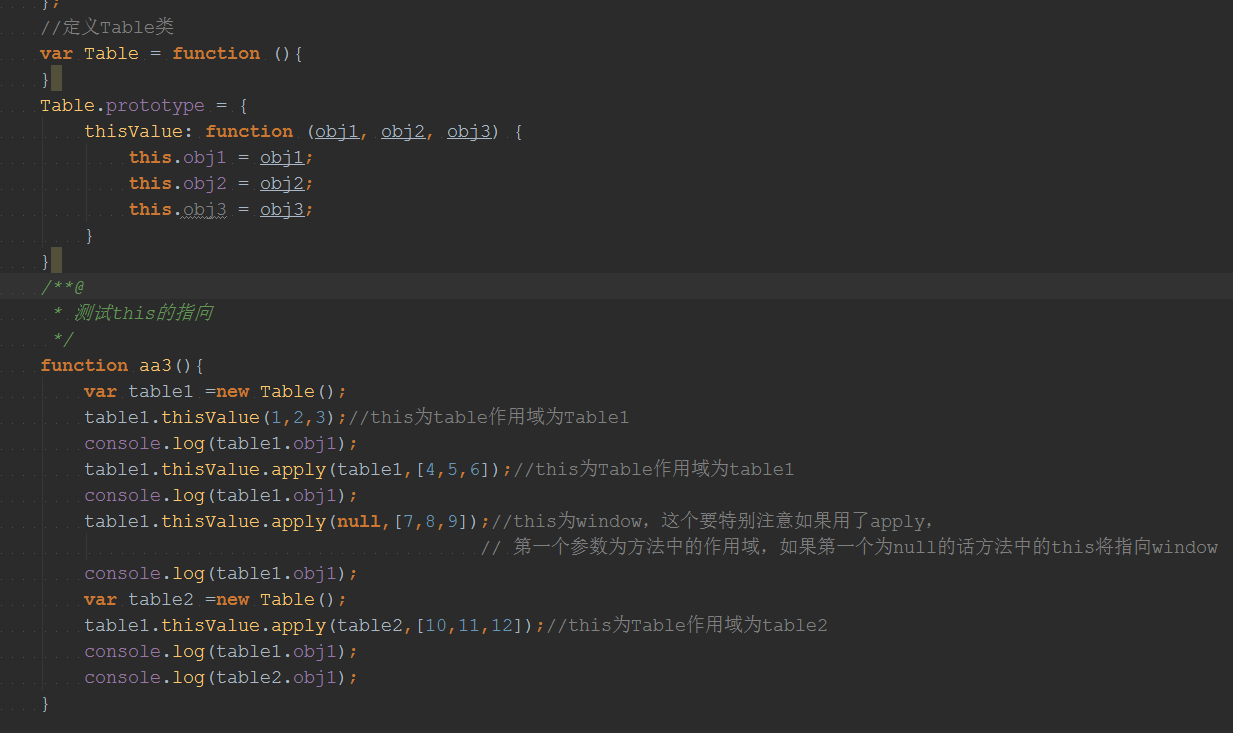 };
//定义Table类
var Table = function (){
}
Table.prototype = {
thisValue: function (obj1, obj2, obj3) {
this.obj1 = obj1;
this.obj2 = obj2;
this.obj3 = obj3;
}
}
/**@
* 测试this的指向
*/
function aa3(){
var table1 =new Table();
table1.thisValue(1,2,3);//this为table作用域为Table1
console.log(table1.obj1);
table1.thisValue.apply(table1,[4,5,6]);//this为Table作用域为table1
console.log(table1.obj1);
table1.thisValue.apply(null,[7,8,9]);//this为window，这个要特别注意如果用了apply，
// 第一个参数为方法中的作用域，如果第一个为null的话方法中的this将指向window
console.log(table1.obj1);
var table2 =new Table();
table1.thisValue.apply(table2,[10,11,12]);//this为Table作用域为table2
console.log(table1.obj1);
console.log(table2.obj1);
}